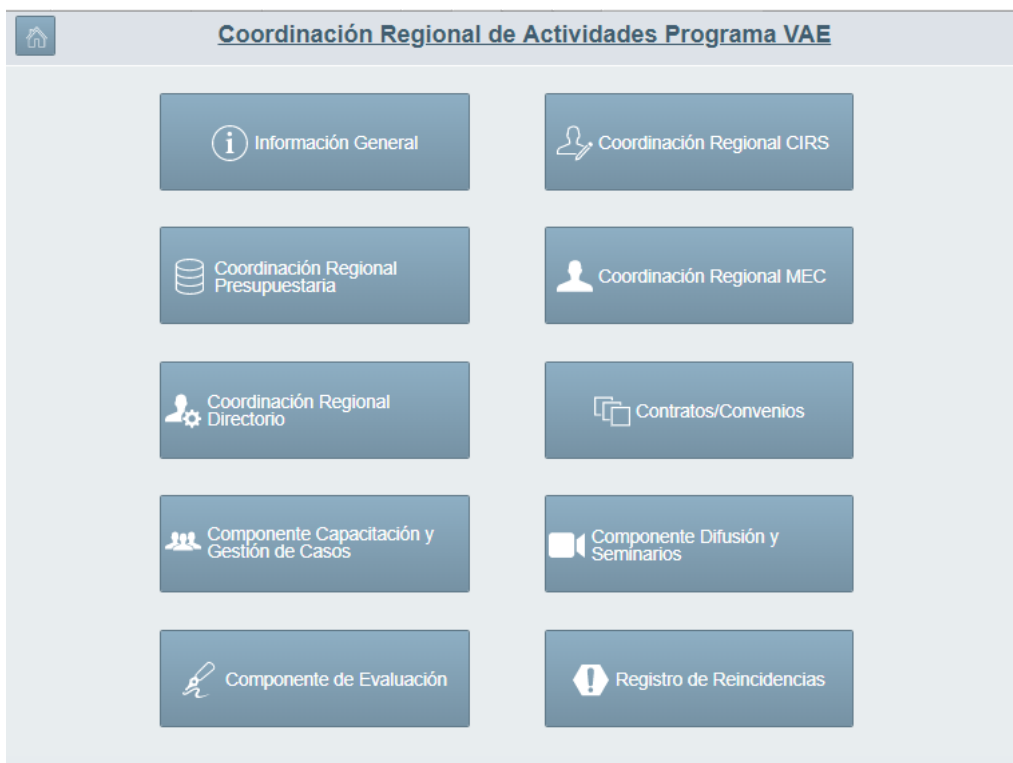 Coordinación Regional de Actividades Programa VAE
Información General
Coordinación Regional CIRS
Coordinación Regional
Presupuestaria
Coordinación Regional MEC
Coordinación Regional
Directorio
Contratos/Convenios
Componente Capacitación y
Gestión de Casos
Componente Difusión y
Seminarios
Componente de Evaluación
Registro de Reincidencias